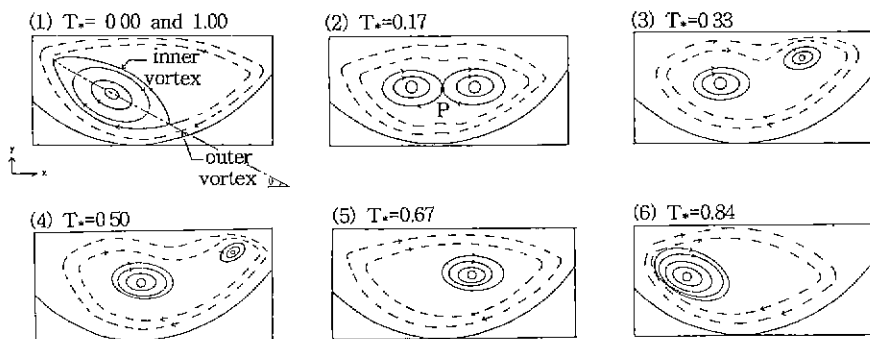 (1) T*= 0.00 and 1.00
(2) T*=0.17
(3) T*=0.33
inner
vortex
P
outer
vortex
θ
y
x
(4) T*=0.50
(5) T*=0.67
(6) T*=0.84